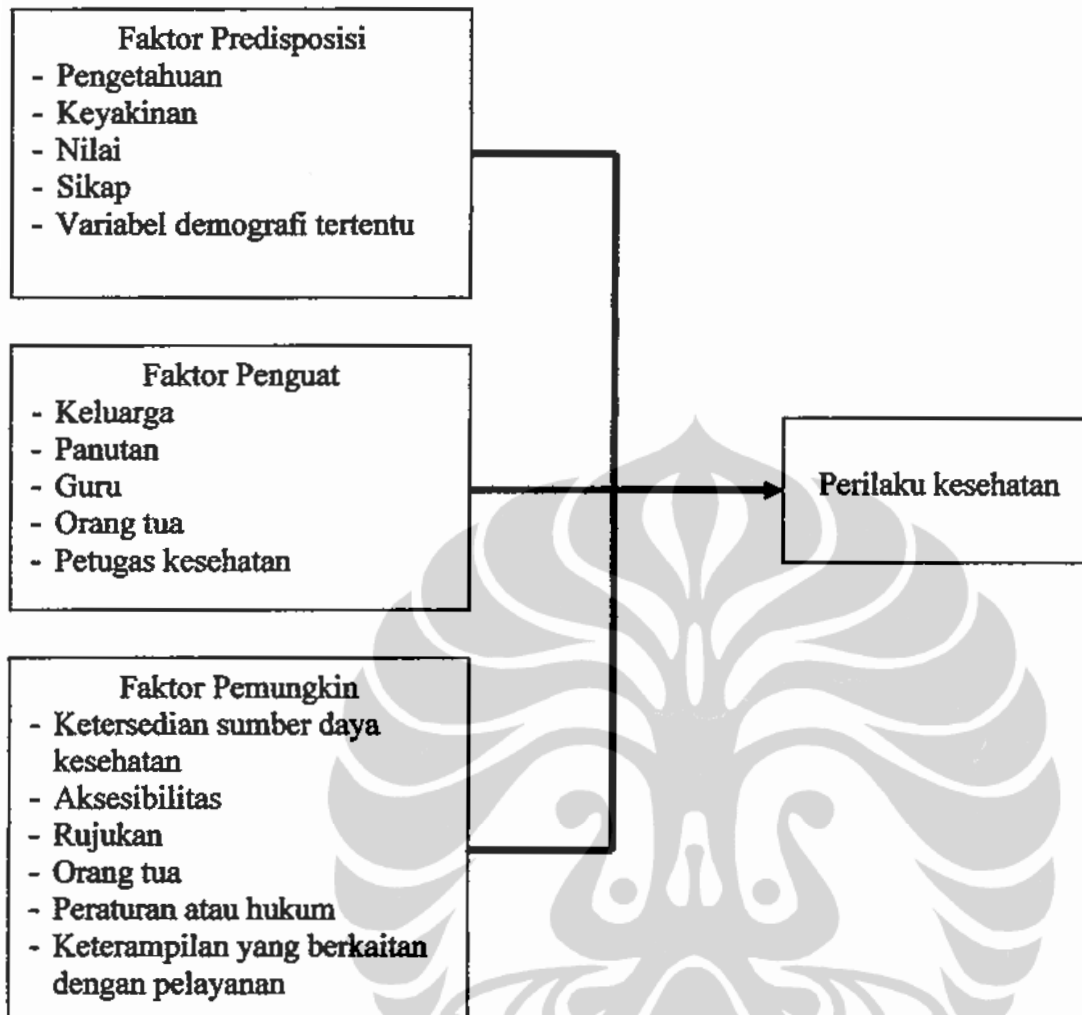 Faktor Predisposisi
- Pengetahuan
- Keyakinan
- Nilai
- Sikap
- Variabel demografi tertentu
Faktor Penguat
- Keluarga
- Panutan
- Guru
- Orang tua
- Petugas kesehatan
Perilaku kesehatan
Faktor Pemungkin
- Ketersedian sumber daya
kesehatan
- Aksesibilitas
- Rujukan
- Orang tua
- Peraturan atau hukum
- Keterampilan yang berkaitan
dengan pelayanan